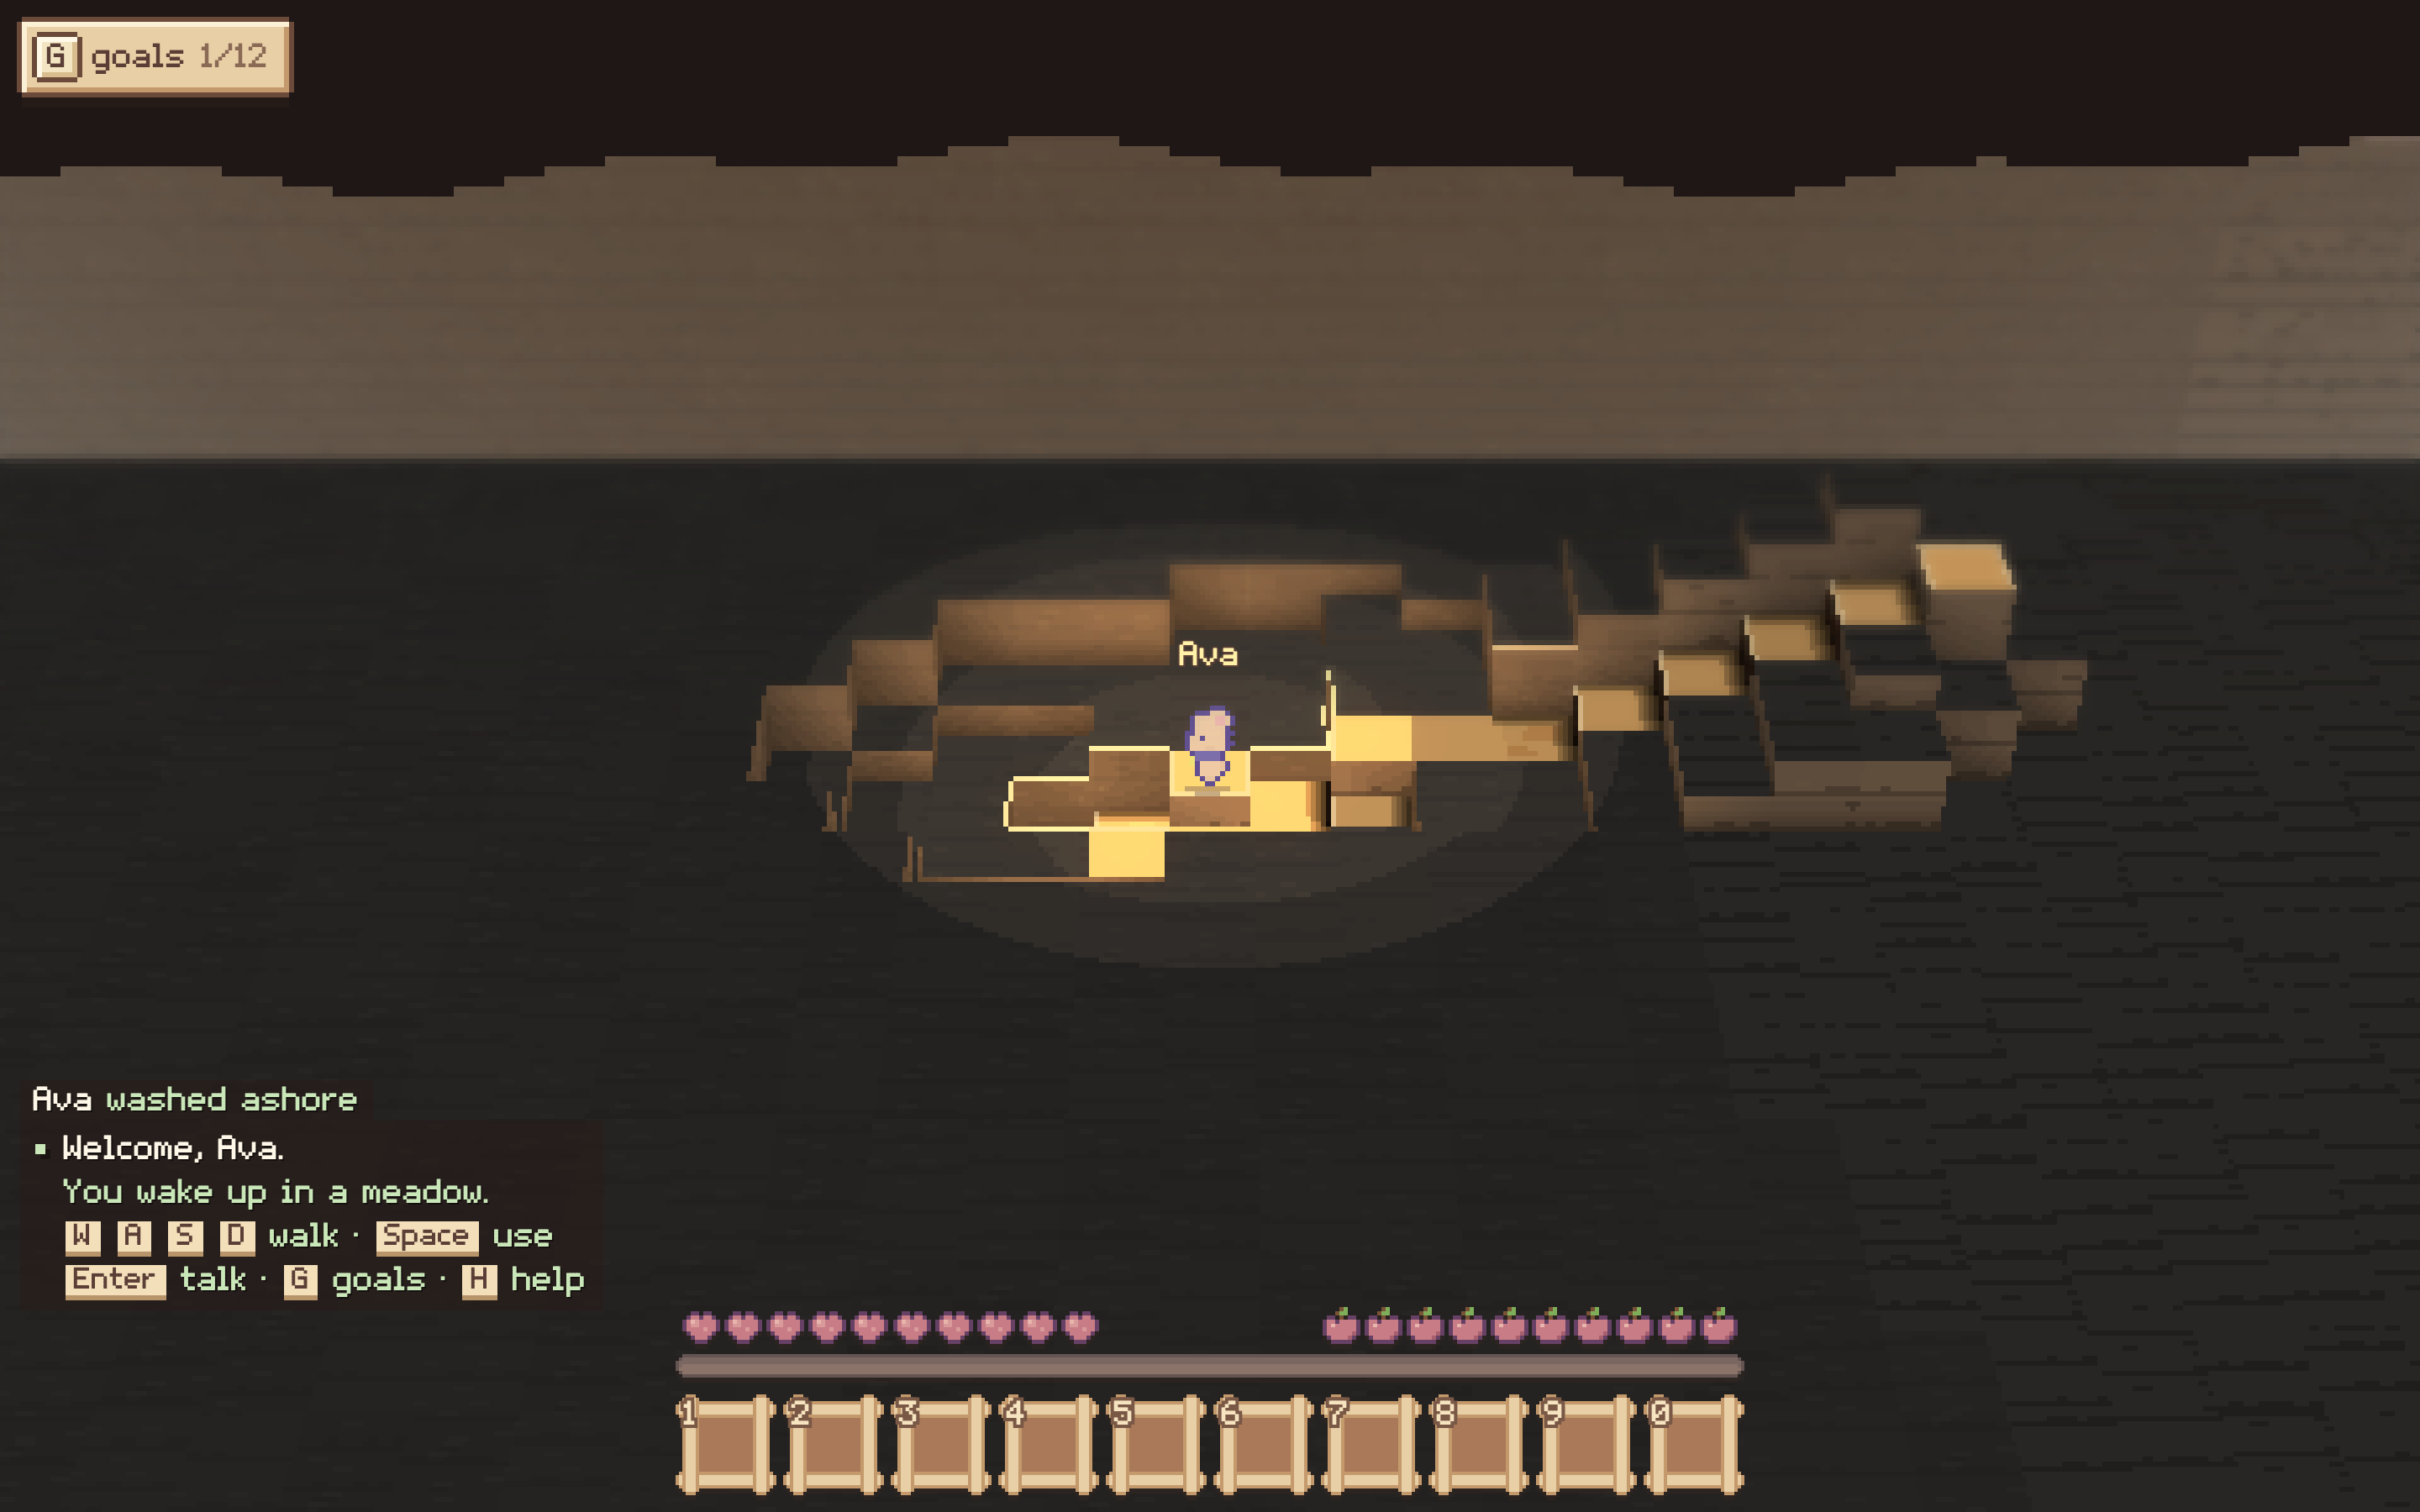 G goals 1/12
Ava
Ava washed ashore
Welcome, Ava.
You wake up in a meadow.
W A S D walk · Space use
Enter talk · G goals · H help
1 2 3 4 5 6 7 8 9 0